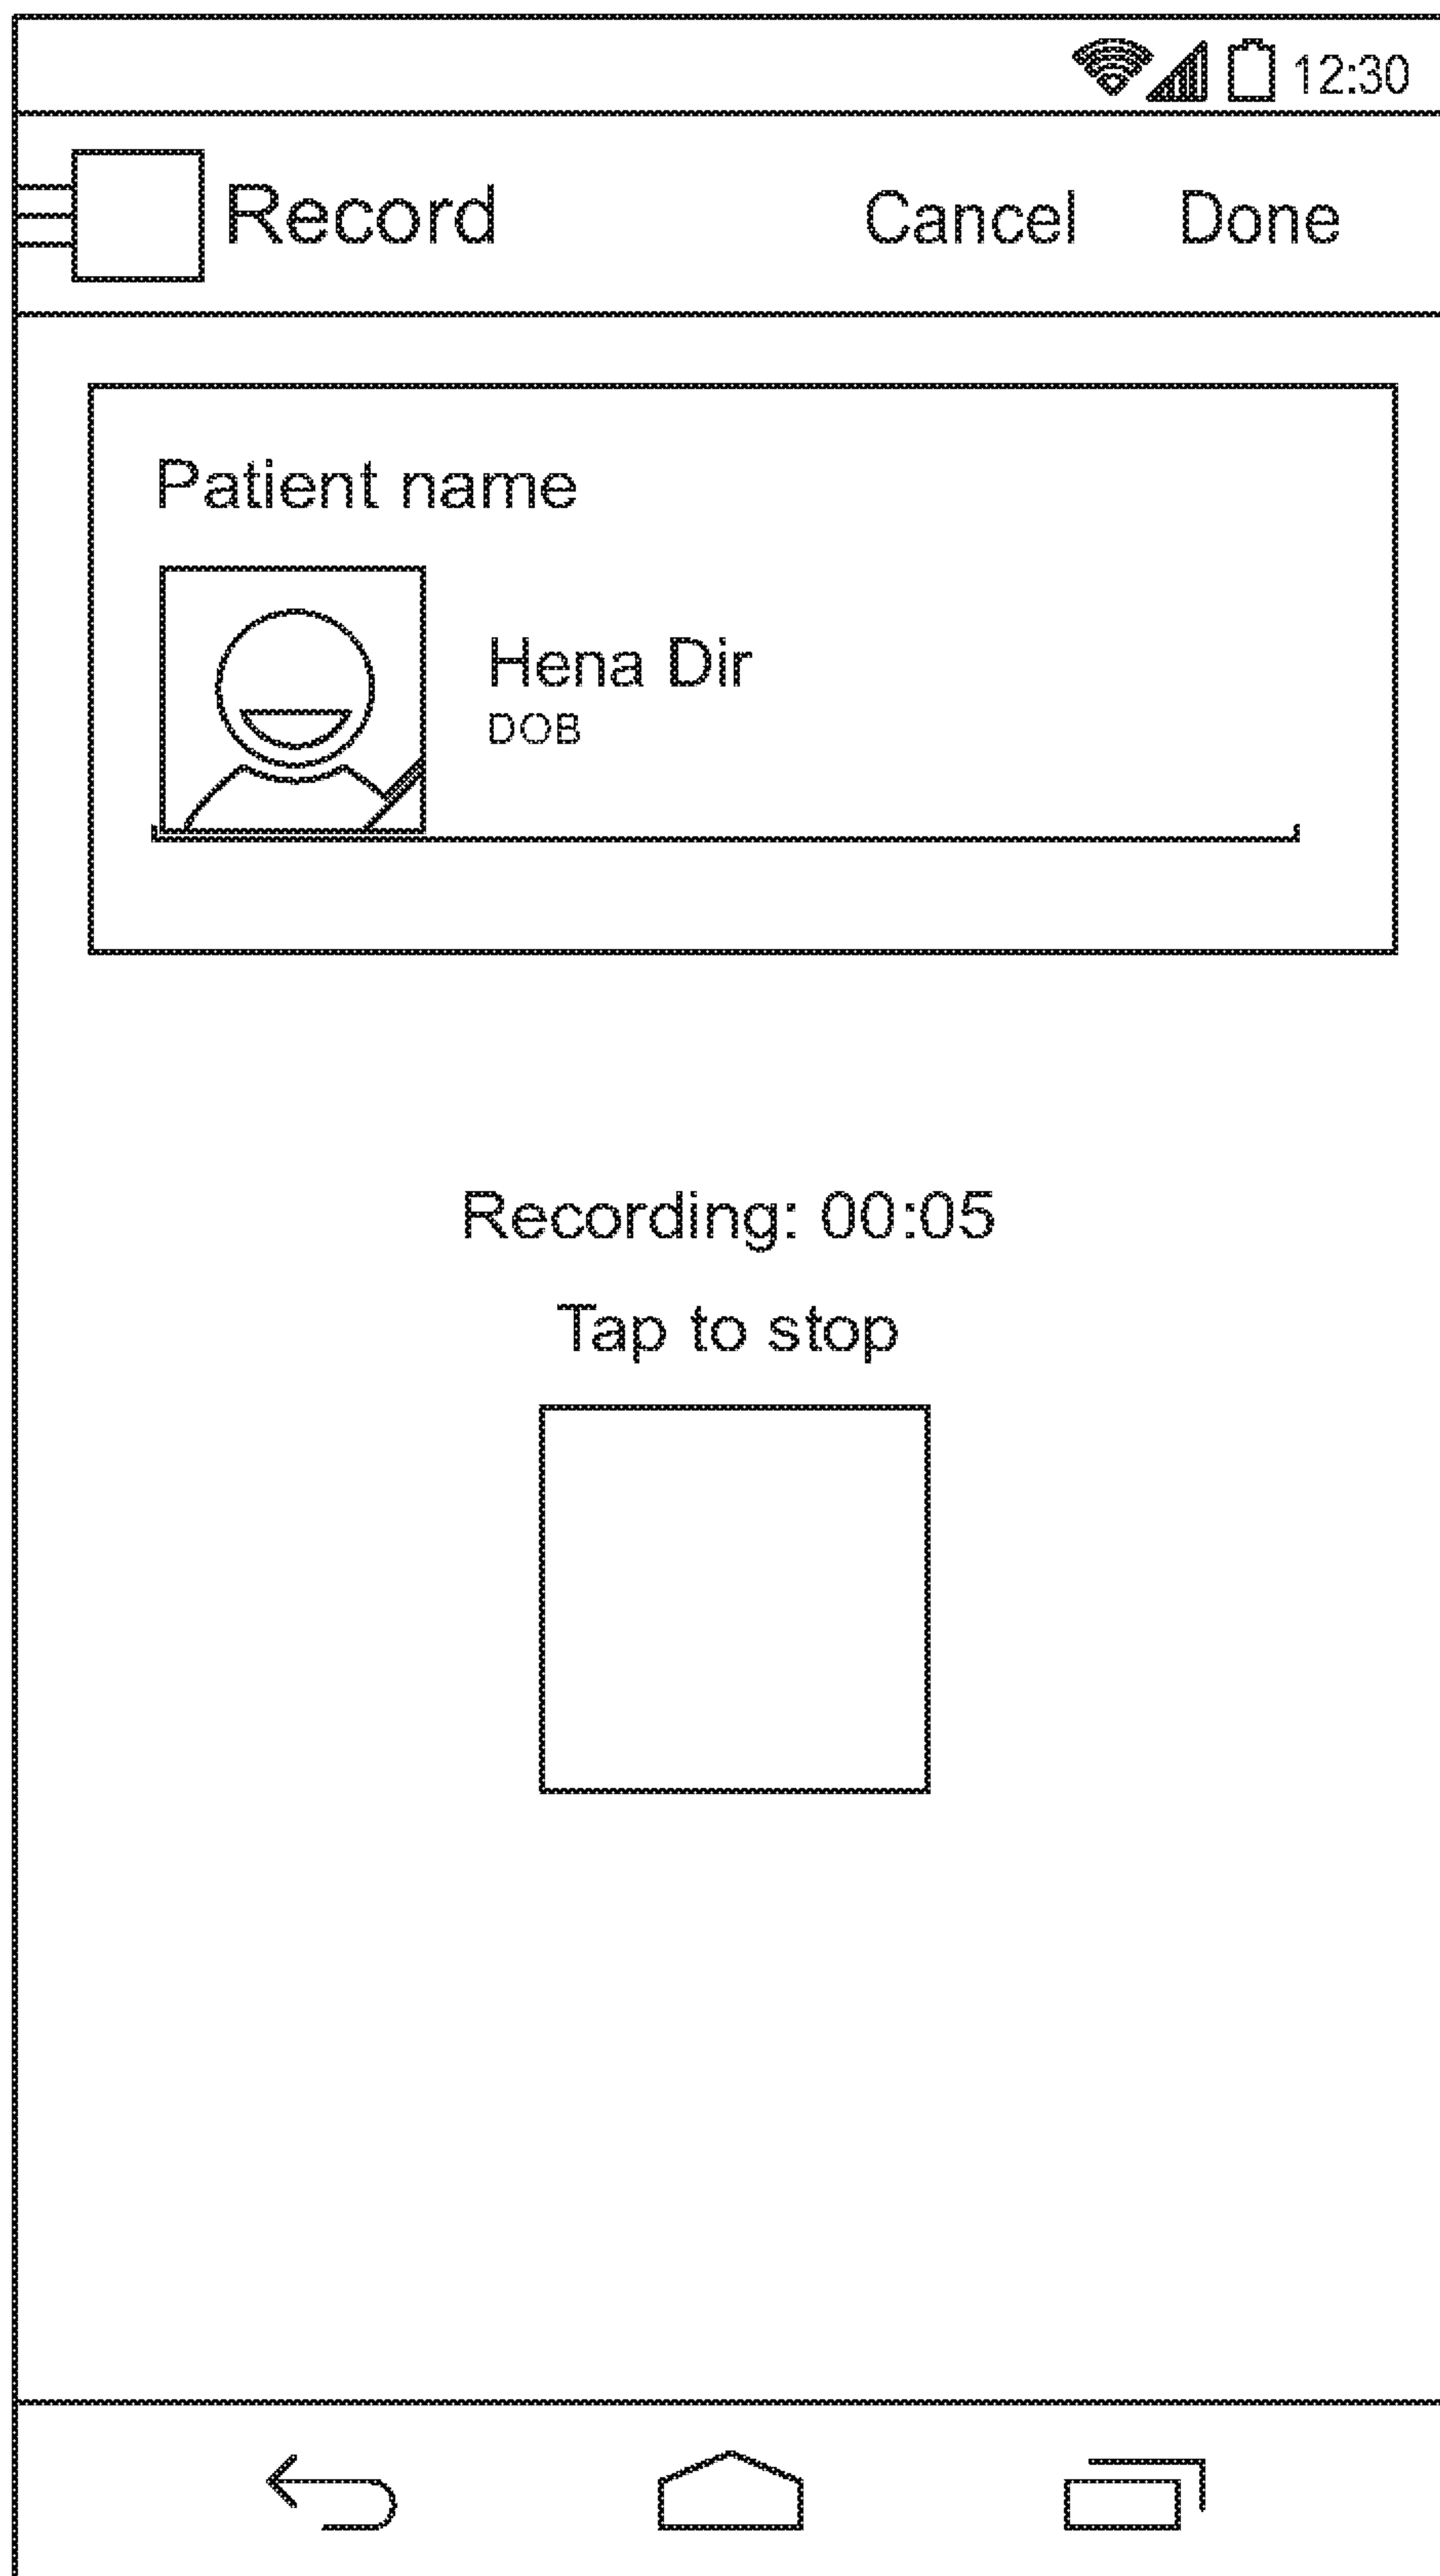 12:30
Record Cancel Done
Patient name
Hena Dir
DOB
Recording: 00:05
Tap to stop